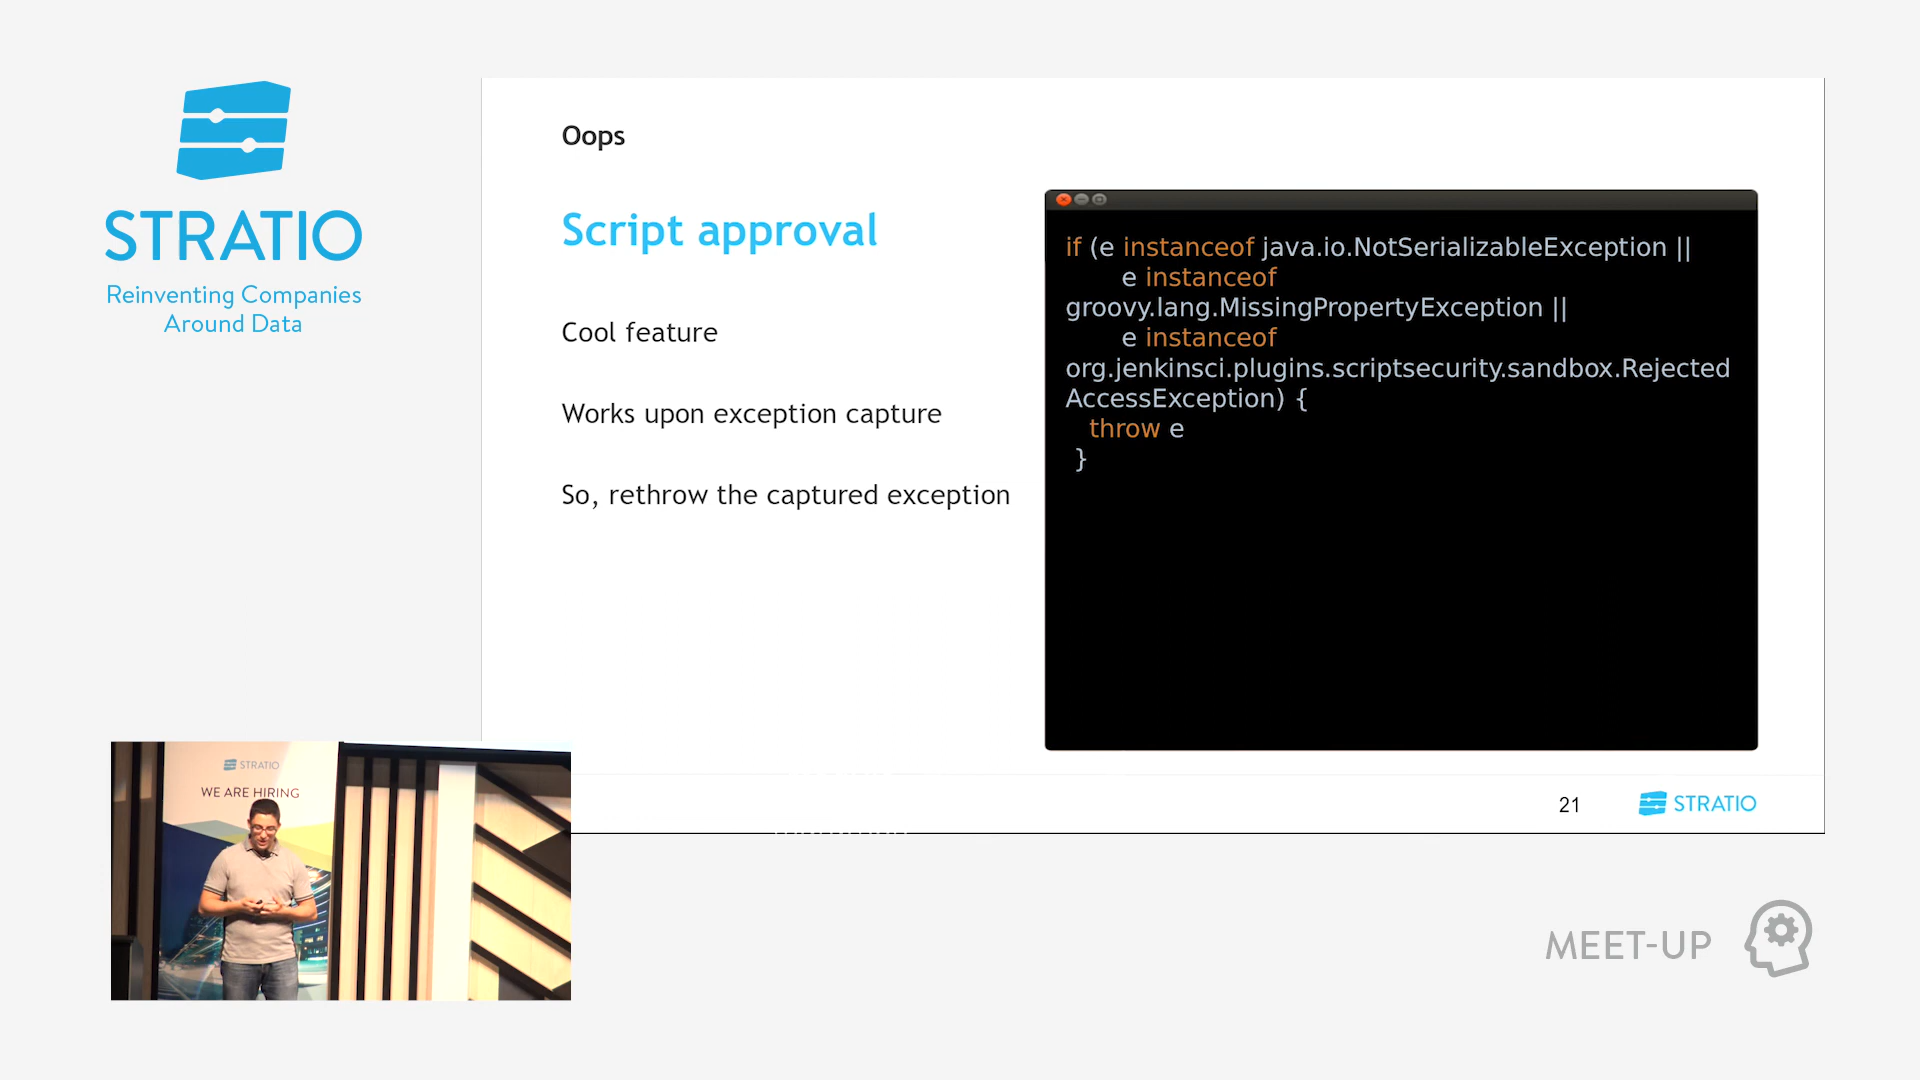 STRATIO
Reinventing Companies
Around Data
Oops
Script approval
Cool feature
Works upon exception capture
So, rethrow the captured exception
if (e instanceof java.io.NotSerializableException ||
e instanceof
groovy.lang.MissingPropertyException ||
e instanceof
org.jenkinsci.plugins.scriptsecurity.sandbox.Rejected
AccessException) {
throw e
}
21
STRATIO
STRATIO
WE ARE HIRING
MEET-UP